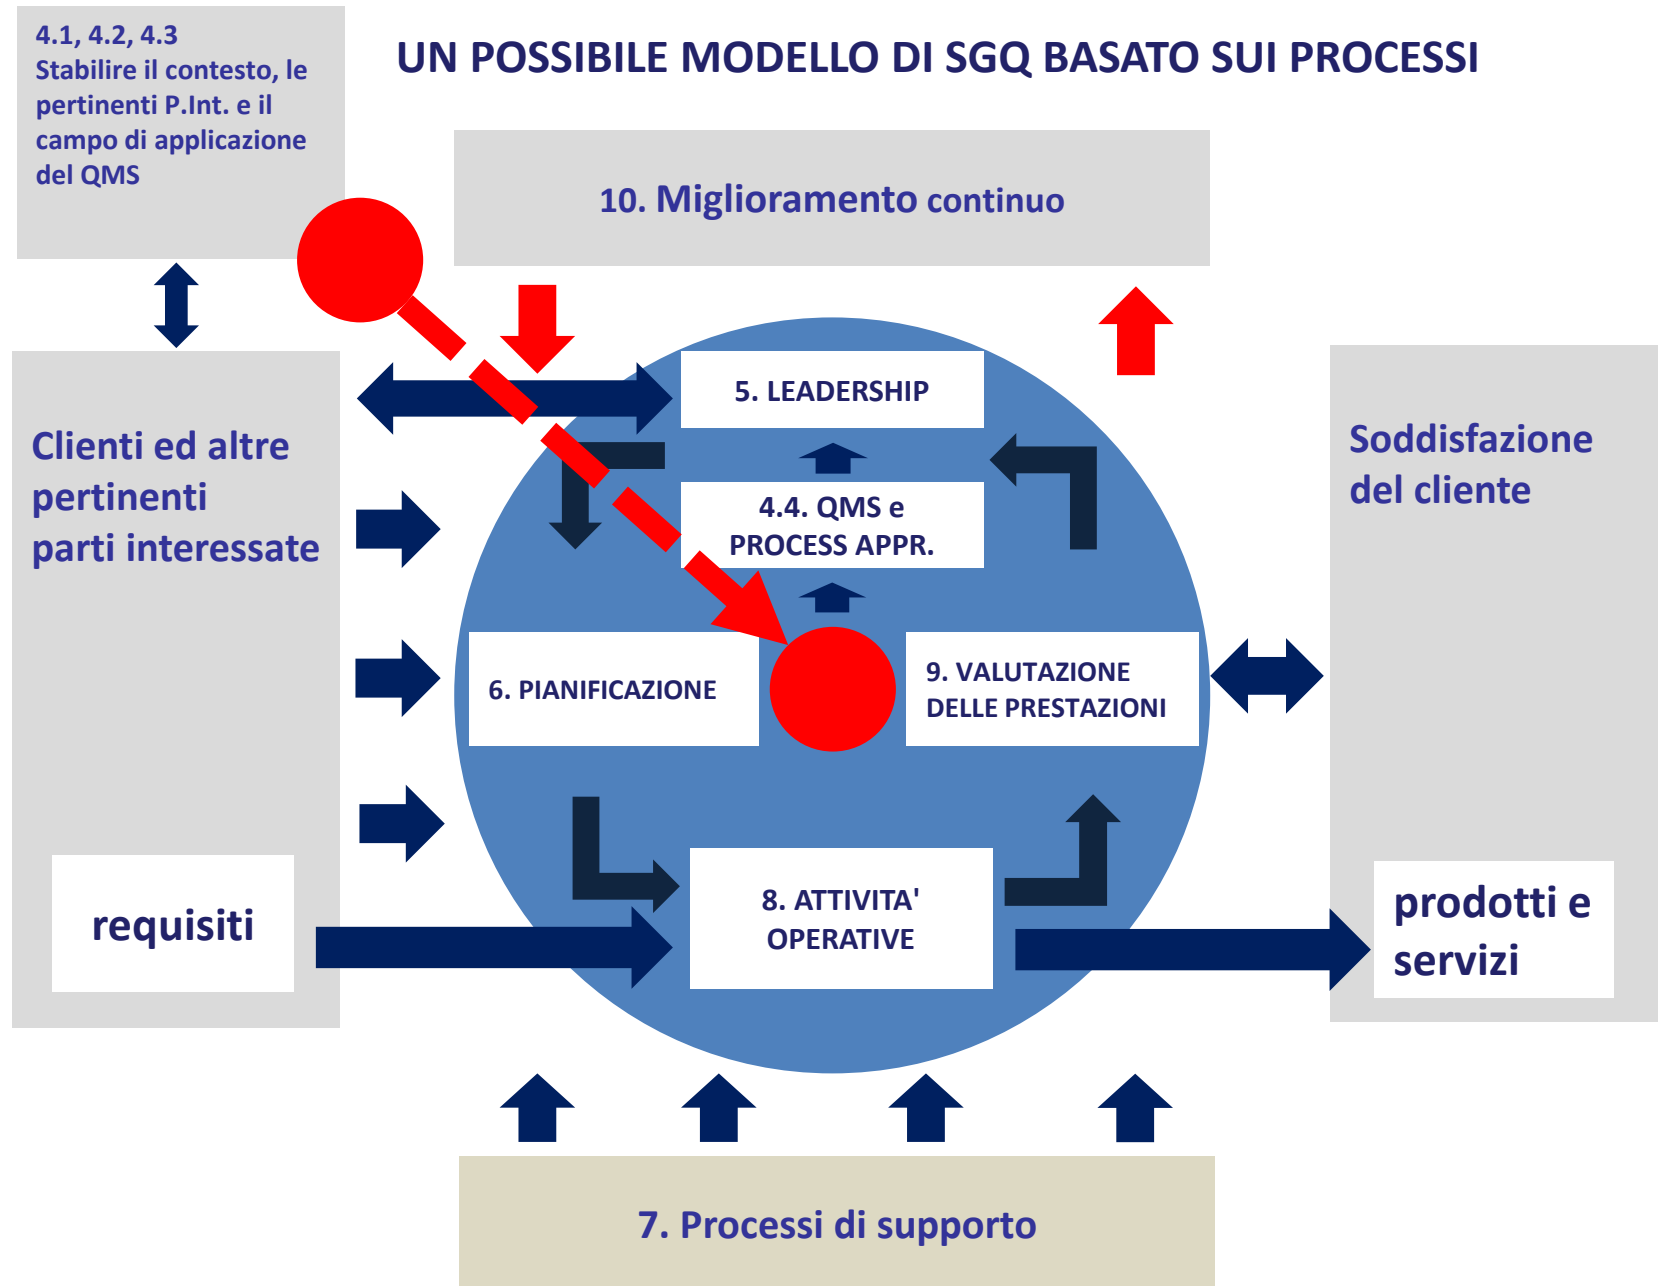 4.1, 4.2, 4.3
Stabilire il contesto, le
pertinenti P.Int. e il
campo di applicazione
del QMS
UN POSSIBILE MODELLO DI SGQ BASATO SUI PROCESSI
10. Miglioramento continuo
5. LEADERSHIP
Clienti ed altre
pertinenti
parti interessate
Soddisfazione
del cliente
4.4. QMS e
PROCESS APPR.
6. PIANIFICAZIONE
9. VALUTAZIONE
DELLE PRESTAZIONI
requisiti
8. ATTIVITA'
OPERATIVE
prodotti e
servizi
7. Processi di supporto